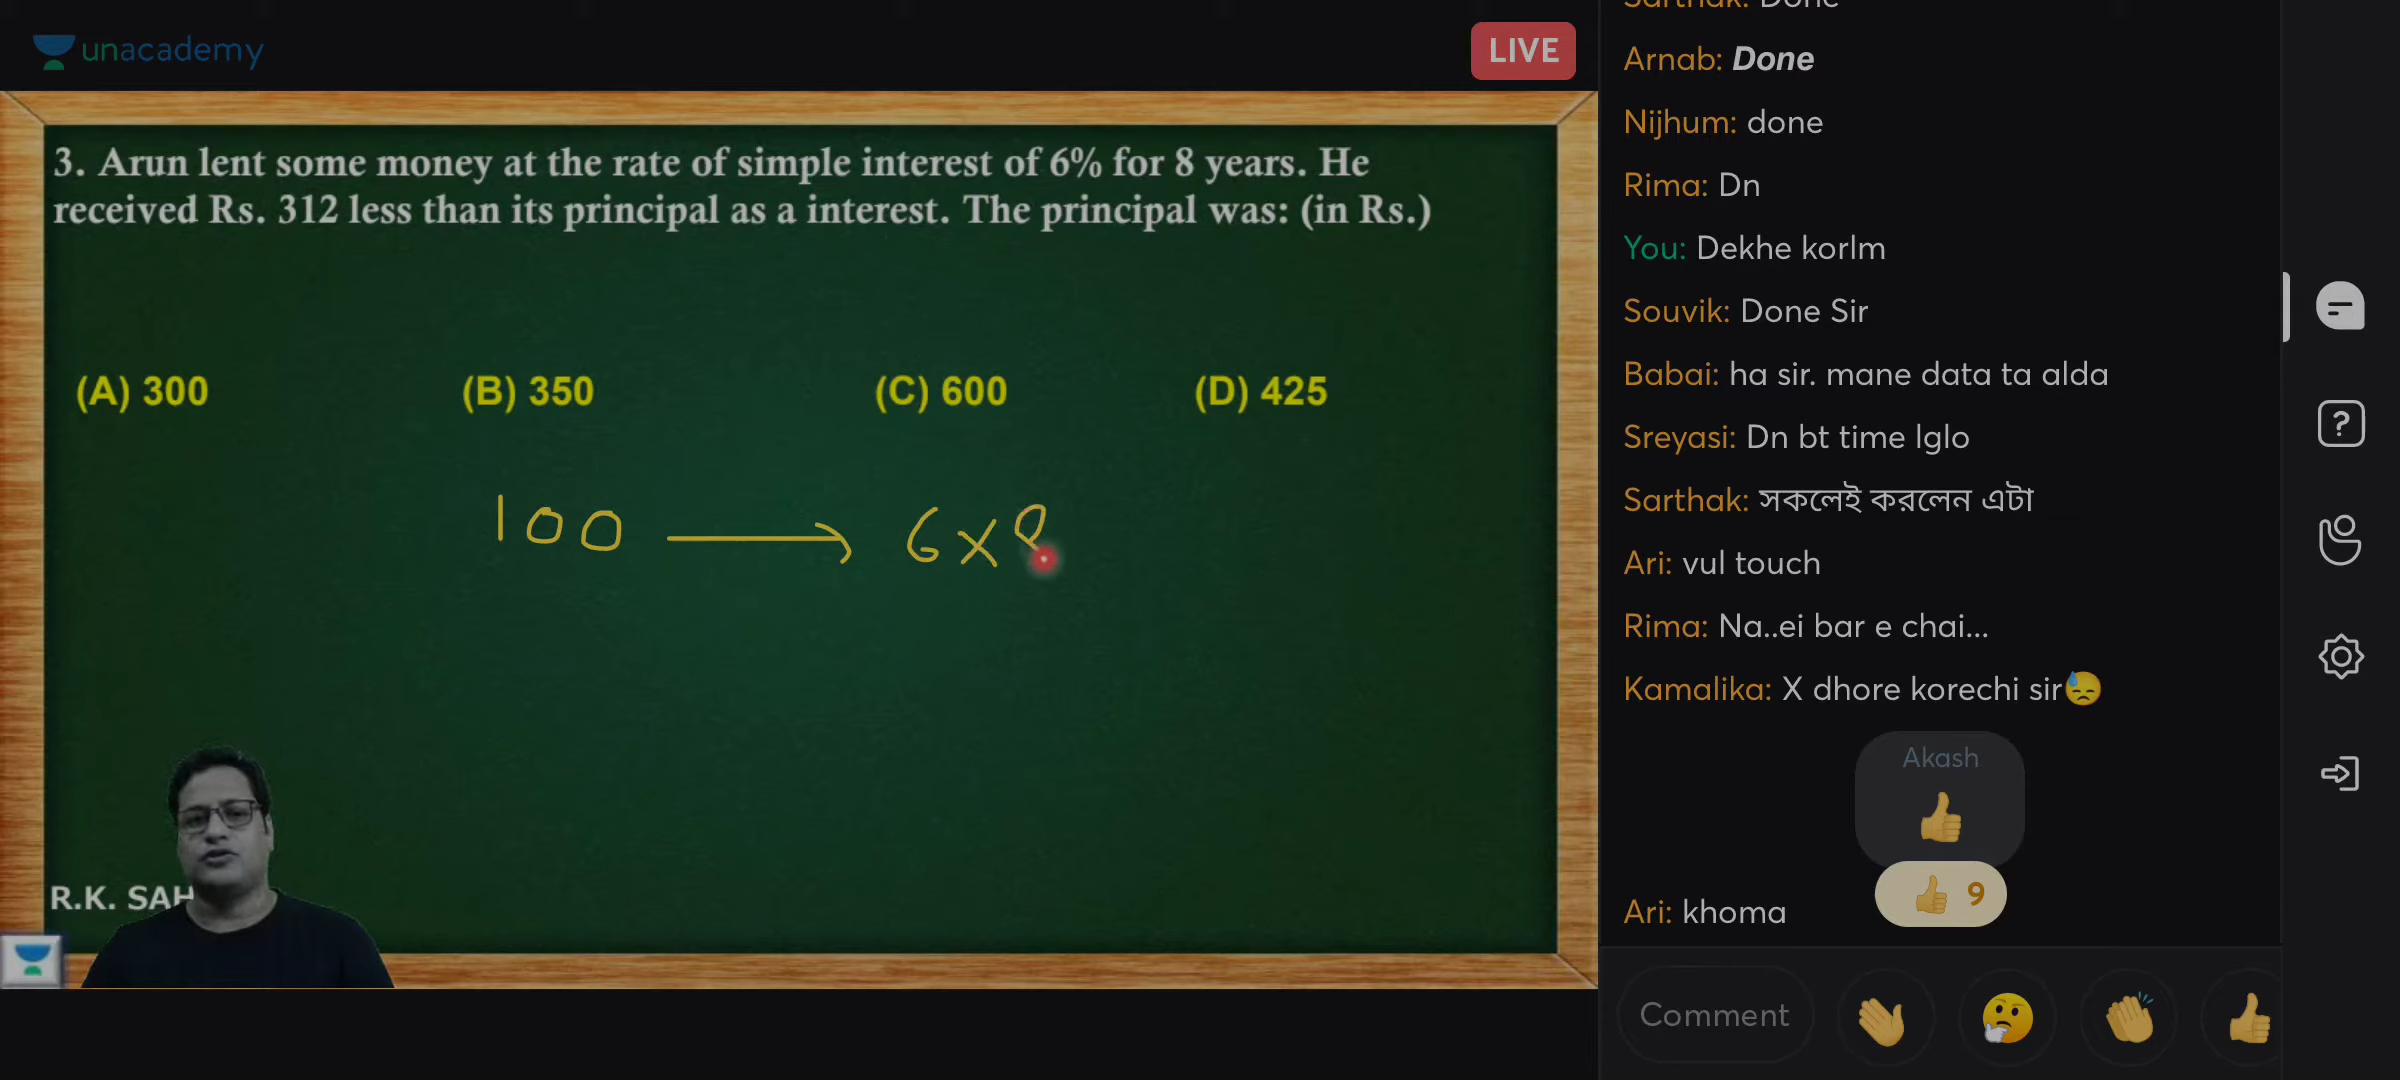 unacademy
LIVE
3. Arun lent some money at the rate of simple interest of 6% for 8 years. He
received Rs. 312 less than its principal as a interest. The principal was: (in Rs.)
(A) 300 (B) 350 (C) 600 (D) 425
100 → 6×8
R.K. SAH
Sarthak: Done
Arnab: Done
Nijhum: done
Rima: Dn
You: Dekhe korlm
Souvik: Done Sir
Babai: ha sir. mane data ta alda
Sreyasi: Dn bt time lglo
Sarthak: সকলেই করলেন এটা
Ari: vul touch
Rima: Na..ei bar e chai...
Kamalika: X dhore korechi sir😓
Akash
👍
👍 9
Ari: khoma
Comment